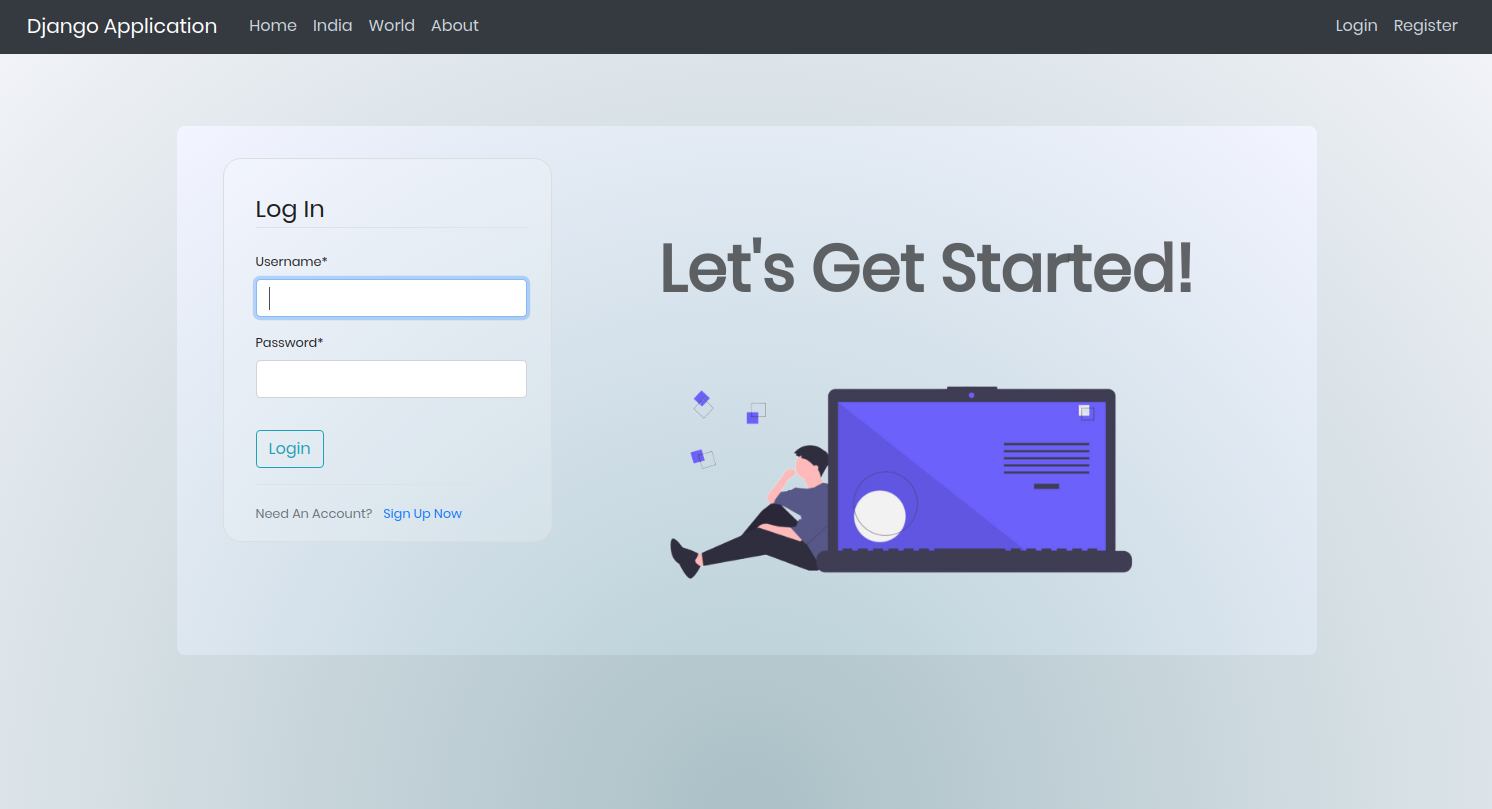 Django Application Home India World About Login Register
Log In
Username*
Password*
Login
Need An Account? Sign Up Now
Let's Get Started!